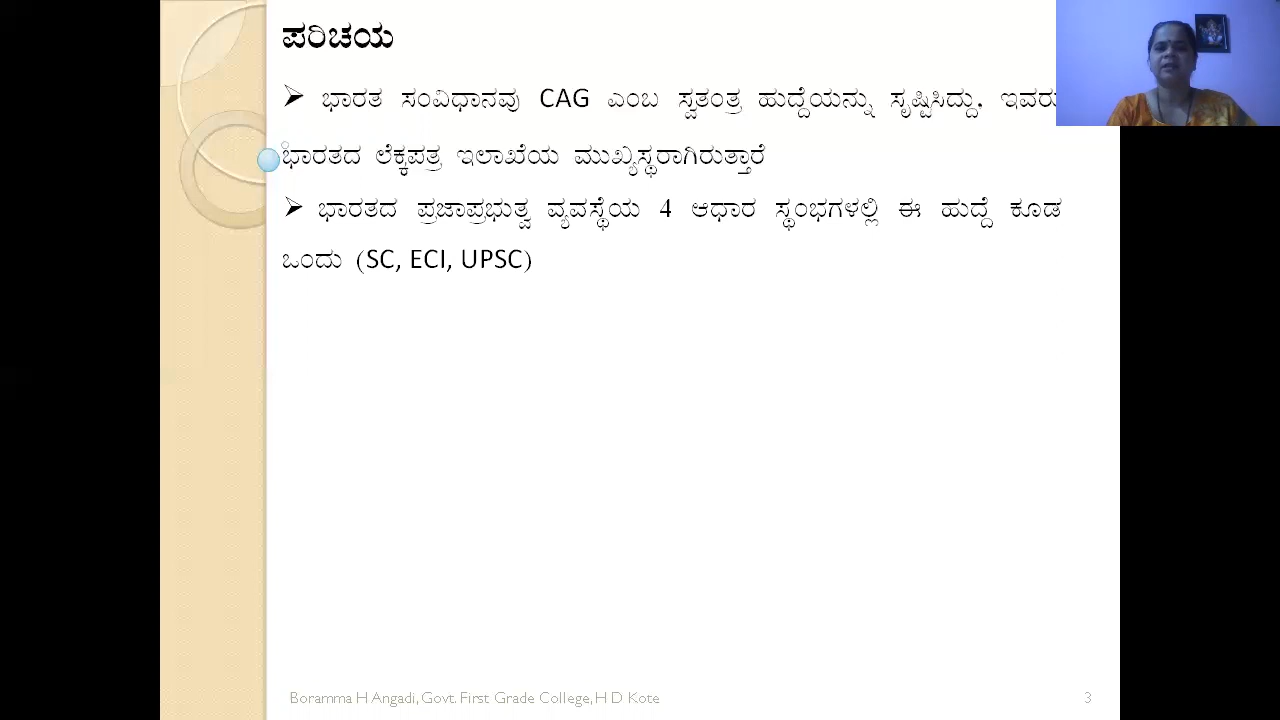 ಪರಿಚಯ
➢ ಭಾರತ ಸಂವಿಧಾನವು CAG ಎಂಬ ಸ್ವತಂತ್ರ ಹುದ್ದೆಯನ್ನು ಸೃಷ್ಟಿಸಿದ್ದು, ಇವರು
ಭಾರತದ ಲೆಕ್ಕಪತ್ರ ಇಲಾಖೆಯ ಮುಖ್ಯಸ್ಥರಾಗಿರುತ್ತಾರೆ
➢ ಭಾರತದ ಪ್ರಜಾಪ್ರಭುತ್ವ ವ್ಯವಸ್ಥೆಯ 4 ಆಧಾರ ಸ್ಥಂಭಗಳಲ್ಲಿ ಈ ಹುದ್ದೆ ಕೂಡ
ಒಂದು (SC, ECI, UPSC)
Boramma H Angadi, Govt. First Grade College, H D Kote
3